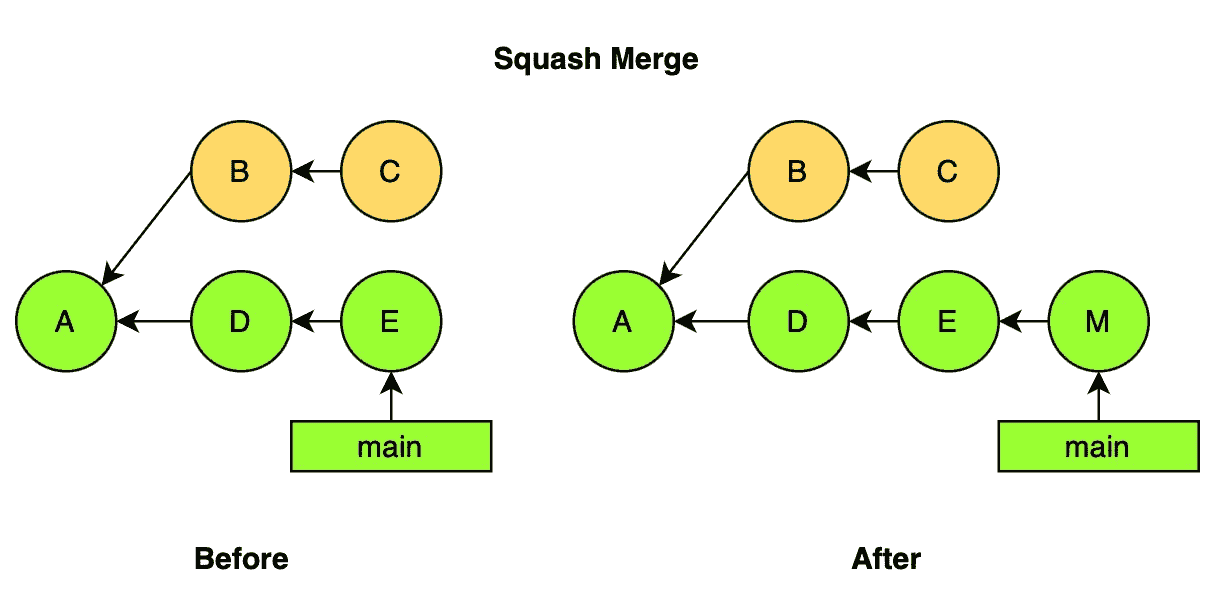 Squash Merge
B C
A D E
main
Before
B C
A D E M
main
After